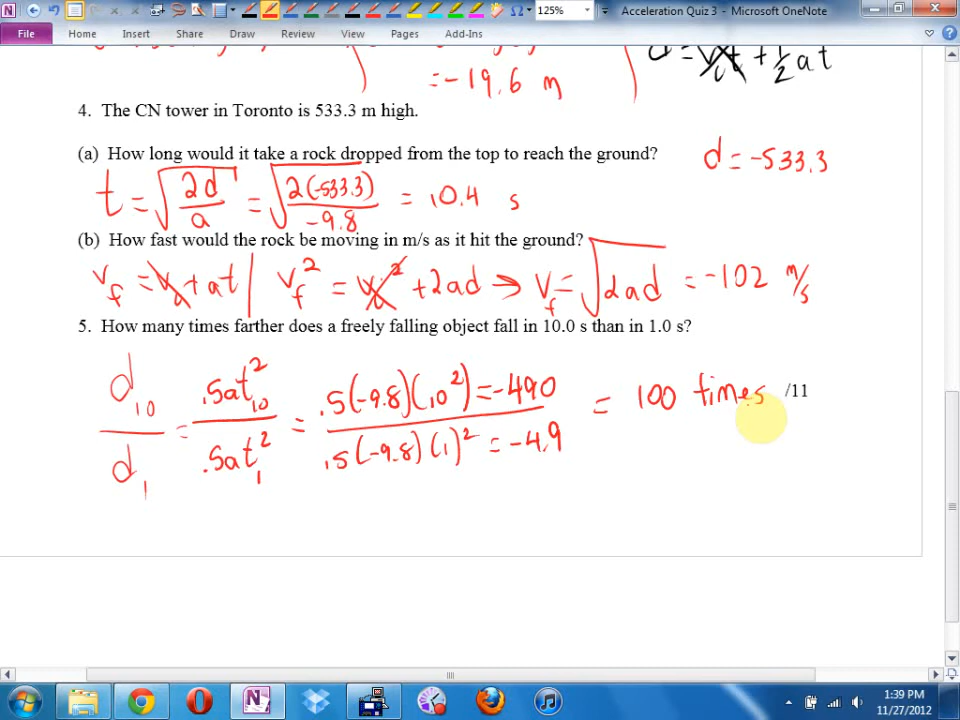 125%
Acceleration Quiz 3 - Microsoft OneNote
File Home Insert Share Draw Review View Pages Add-Ins
= -19.6 m
4. The CN tower in Toronto is 533.3 m high.
(a) How long would it take a rock dropped from the top to reach the ground?
d = -533.3
t = √(2d/a) = √(2(-533.3)/-9.8) = 10.4 s
(b) How fast would the rock be moving in m/s as it hit the ground?
vf = + at | vf² = + 2ad → vf = √2ad = -102 m/s
5. How many times farther does a freely falling object fall in 10.0 s than in 1.0 s?
d10/d1 = .5at10²/.5at1² = .5(-9.8)(10²) = -490 / .5(-9.8)(1)² = -4.9 = 100 times
/11
1:39 PM
11/27/2012